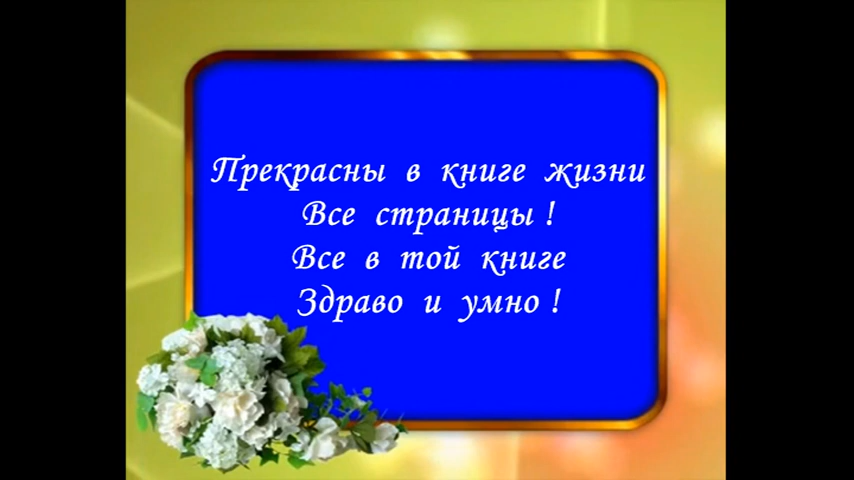 Прекрасны в книге жизни
Все страницы !
Все в той книге
Здраво и умно !